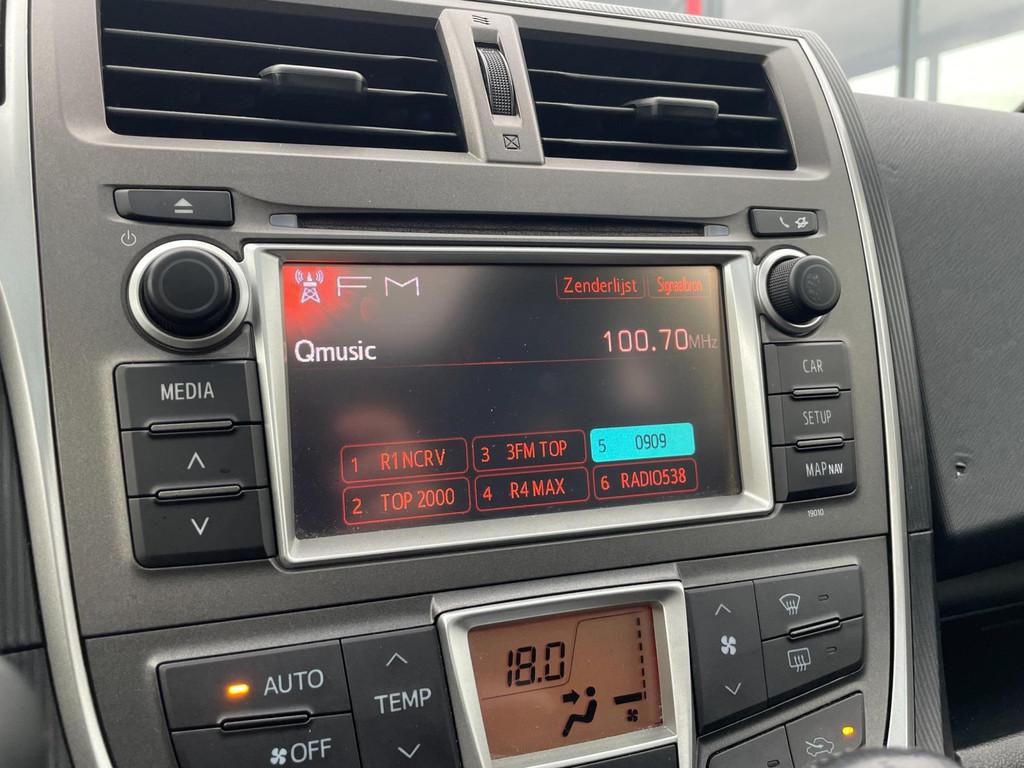 FM Zenderlijst Signaalbron
Qmusic 100.70MHz
MEDIA
CAR
SETUP
MAP NAV
1 R1NCRV 3 3FM TOP 5 0909
2 TOP 2000 4 R4 MAX 6 RADIO538
19010
AUTO
TEMP
18.0
OFF